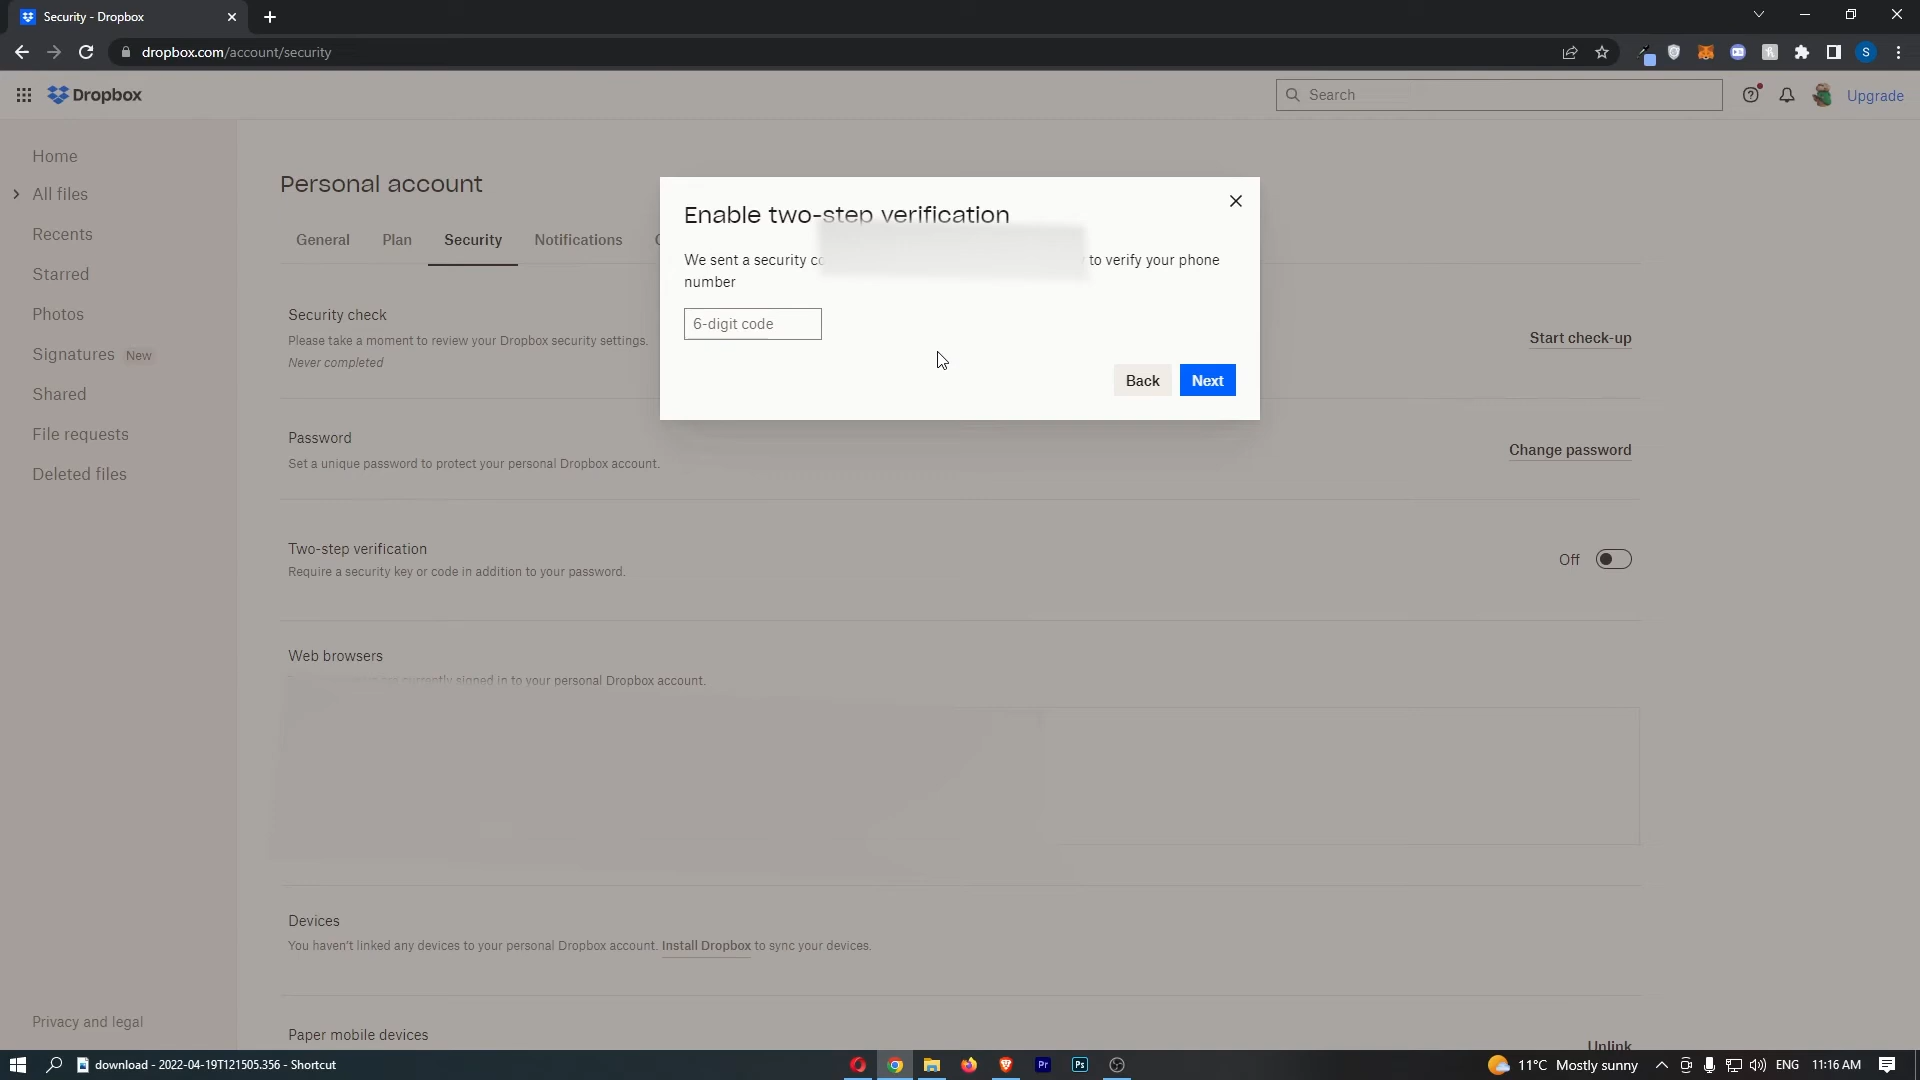 Security - Dropbox
dropbox.com/account/security
S
Dropbox
Search
Upgrade
Home
All files
Recents
Starred
Photos
Signatures New
Shared
File requests
Deleted files
Privacy and legal
Personal account
General Plan Security Notifications
Security check
Please take a moment to review your Dropbox security settings.
Never completed
Start check-up
Password
Set a unique password to protect your personal Dropbox account.
Change password
Two-step verification
Require a security key or code in addition to your password.
Off
Web browsers
currently signed in to your personal Dropbox account.
Devices
You haven't linked any devices to your personal Dropbox account. Install Dropbox to sync your devices.
Paper mobile devices
Unlink
Enable two-step verification
We sent a security to verify your phone
number
6-digit code
Back Next
download - 2022-04-19T121505.356 - Shortcut
Pr
Ps
11°C Mostly sunny
ENG
11:16 AM